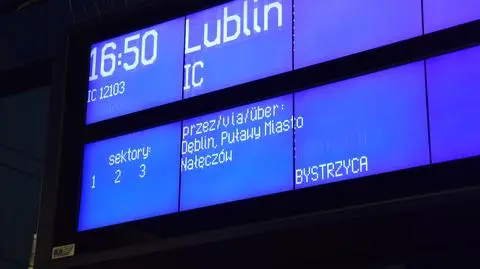 16:50
Lublin
IC 12103
IC
sektory:
1 2 3
przez/via/über:
Dęblin, Puławy Miasto
Nałęczów
BYSTRZYCA